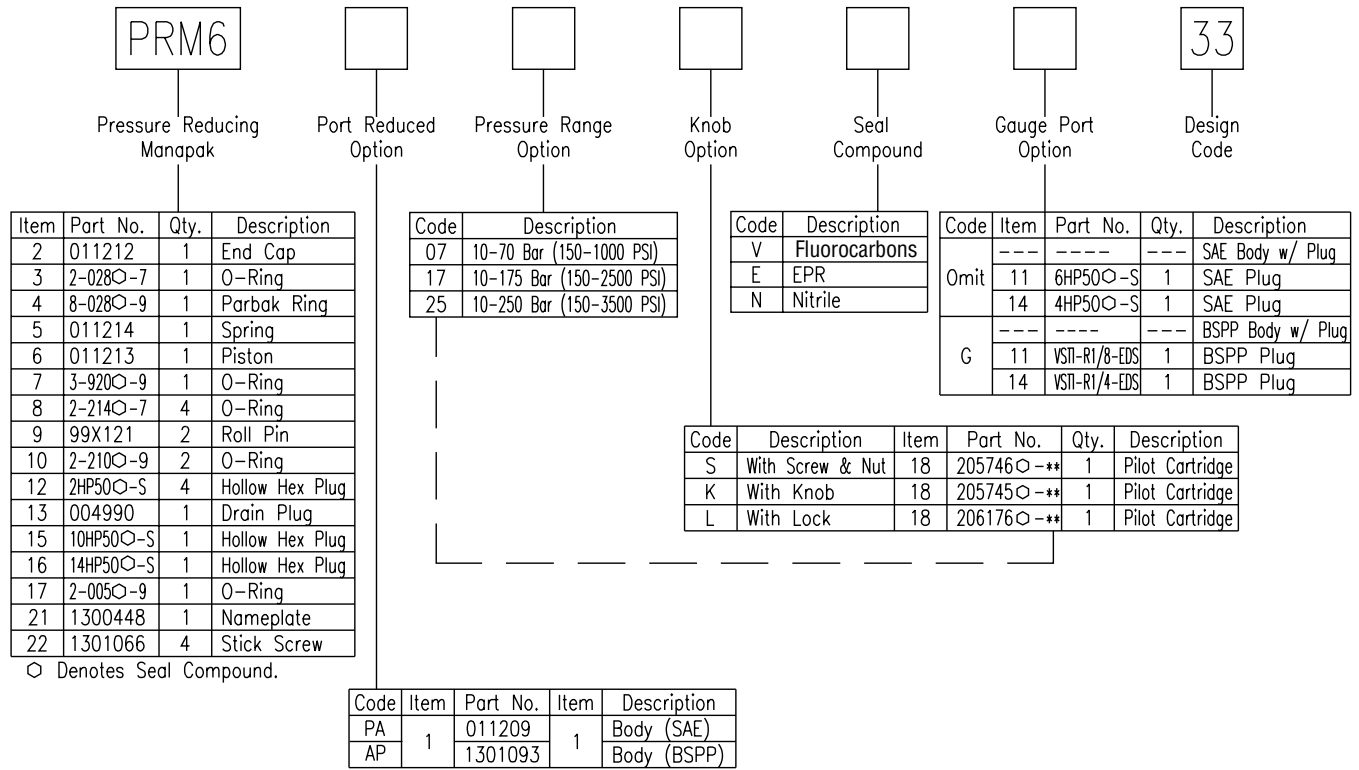 PRM6 33
Pressure Reducing Manapak
Port Reduced Option
Pressure Range Option
Knob Option
Seal Compound
Gauge Port Option
Design Code
Item Part No. Qty. Description
2 011212 1 End Cap
3 2-028⬡-7 1 O-Ring
4 8-028⬡-9 1 Parbak Ring
5 011214 1 Spring
6 011213 1 Piston
7 3-920⬡-9 1 O-Ring
8 2-214⬡-7 4 O-Ring
9 99X121 2 Roll Pin
10 2-210⬡-9 2 O-Ring
12 2HP50⬡-S 4 Hollow Hex Plug
13 004990 1 Drain Plug
15 10HP50⬡-S 1 Hollow Hex Plug
16 14HP50⬡-S 1 Hollow Hex Plug
17 2-005⬡-9 1 O-Ring
21 1300448 1 Nameplate
22 1301066 4 Stick Screw
⬡ Denotes Seal Compound.
Code Description
07 10-70 Bar (150-1000 PSI)
17 10-175 Bar (150-2500 PSI)
25 10-250 Bar (150-3500 PSI)
Code Description
V Fluorocarbons
E EPR
N Nitrile
Code Item Part No. Qty. Description
Omit --- ---- --- SAE Body w/ Plug
11 6HP50⬡-S 1 SAE Plug
14 4HP50⬡-S 1 SAE Plug
G --- ---- --- BSPP Body w/ Plug
11 VSTI-R1/8-EDS 1 BSPP Plug
14 VSTI-R1/4-EDS 1 BSPP Plug
Code Description Item Part No. Qty. Description
S With Screw & Nut 18 205746⬡-** 1 Pilot Cartridge
K With Knob 18 205745⬡-** 1 Pilot Cartridge
L With Lock 18 206176⬡-** 1 Pilot Cartridge
Code Item Part No. Item Description
PA 1 011209 1 Body (SAE)
AP 1301093 Body (BSPP)